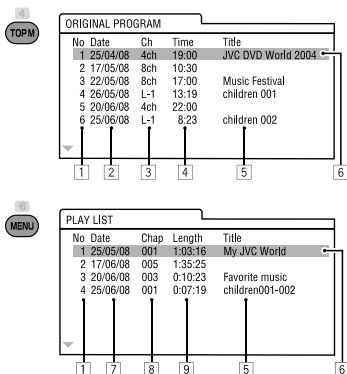 4
TOP M
ORIGINAL PROGRAM
No Date Ch Time Title
1 25/04/08 4ch 19:00 JVC DVD World 2004
2 17/05/08 8ch 10:30
3 22/05/08 8ch 17:00 Music Festival
4 26/05/08 L-1 13:19 children 001
5 20/06/08 4ch 22:00
6 25/06/08 L-1 8:23 children 002
1 2 3 4 5 6
6
MENU
PLAY LIST
No Date Chap Length Title
1 25/05/08 001 1:03:16 My JVC World
2 17/06/08 005 1:35:25
3 20/06/08 003 0:10:23 Favorite music
4 25/06/08 001 0:07:19 children001-002
1 7 8 9 5 6